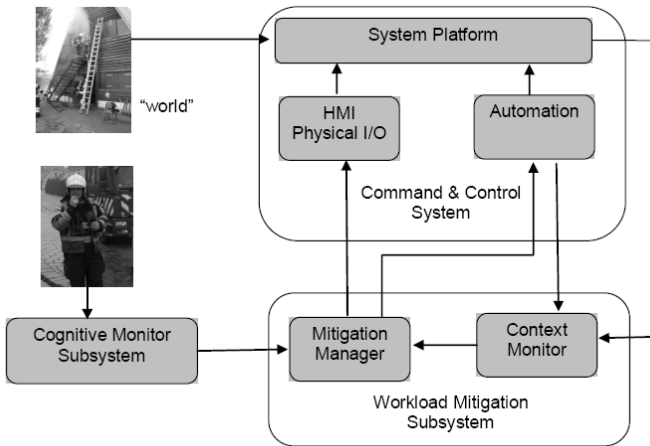 System Platform
“world”
HMI
Physical I/O
Automation
Command & Control
System
Cognitive Monitor
Subsystem
Mitigation
Manager
Context
Monitor
Workload Mitigation
Subsystem